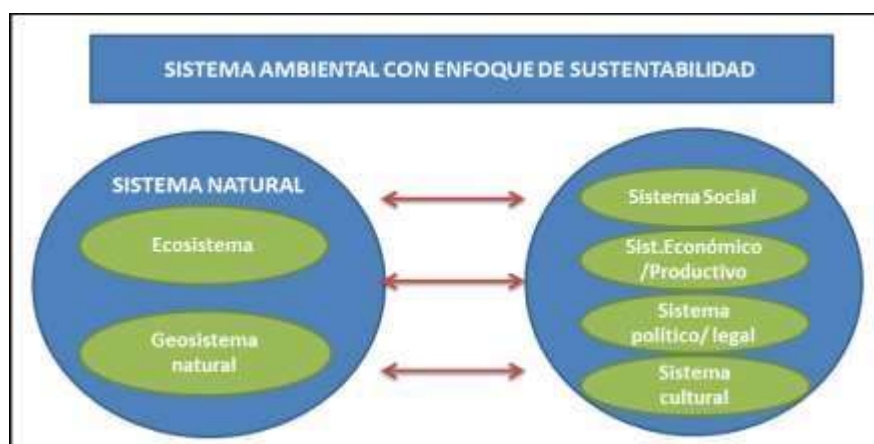 SISTEMA AMBIENTAL CON ENFOQUE DE SUSTENTABILIDAD
SISTEMA NATURAL
Ecosistema
Geosistema
natural
Sistema Social
Sist.Económico
/Productivo
Sistema
político/ legal
Sistema
cultural